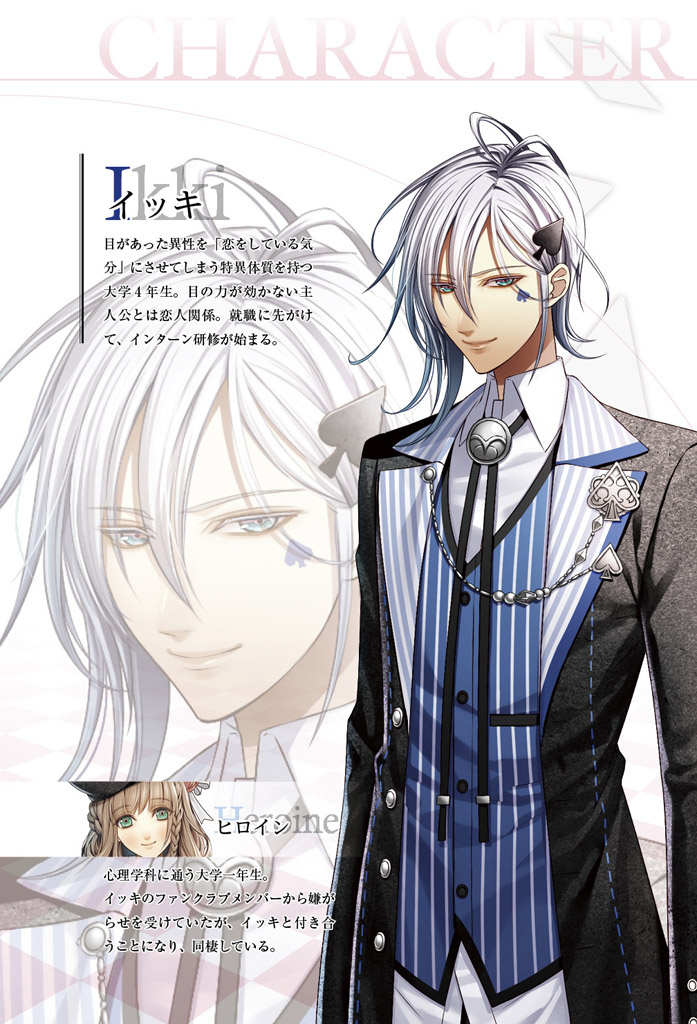 CHARACTER
Ikki
イッキ
目があった異性を「恋をしている気
分」にさせてしまう特異体質を持つ
大学４年生。目の力が効かない主
人公とは恋人関係。就職に先がけ
て、インターン研修が始まる。
Heroine
ヒロイン
心理学科に通う大学一年生。
イッキのファンクラブメンバーから嫌が
らせを受けていたが、イッキと付き合
うことになり、同棲している。